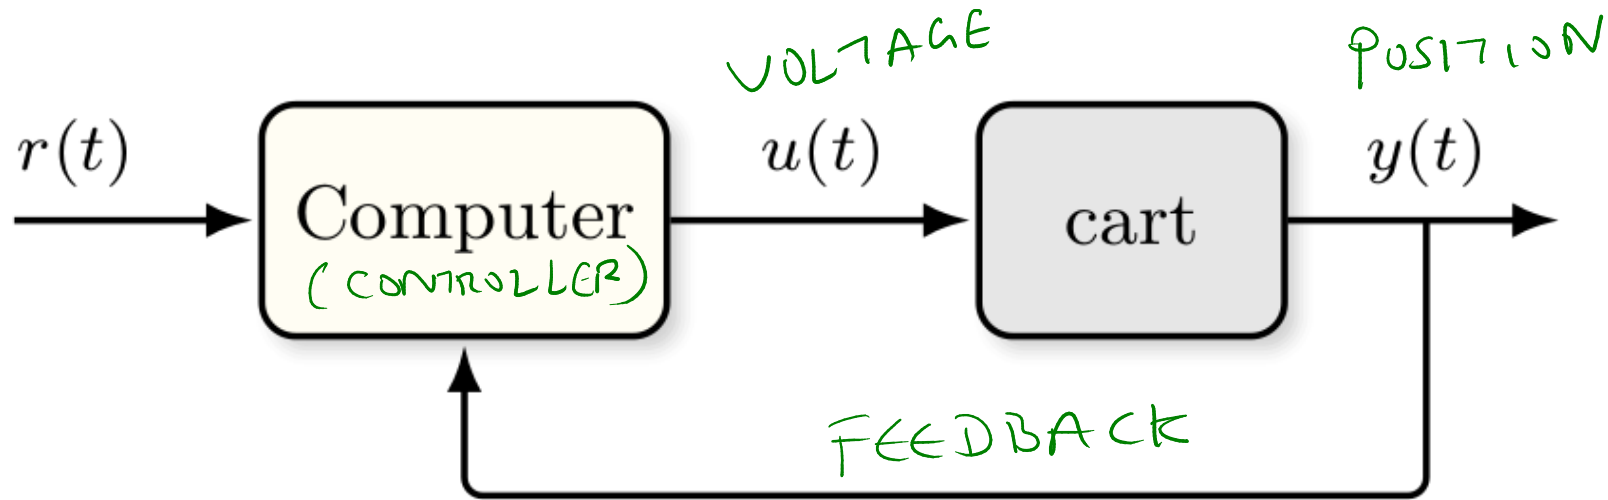 VOLTAGE
POSITION
r(t)
u(t)
y(t)
Computer
(CONTROLLER)
cart
FEEDBACK